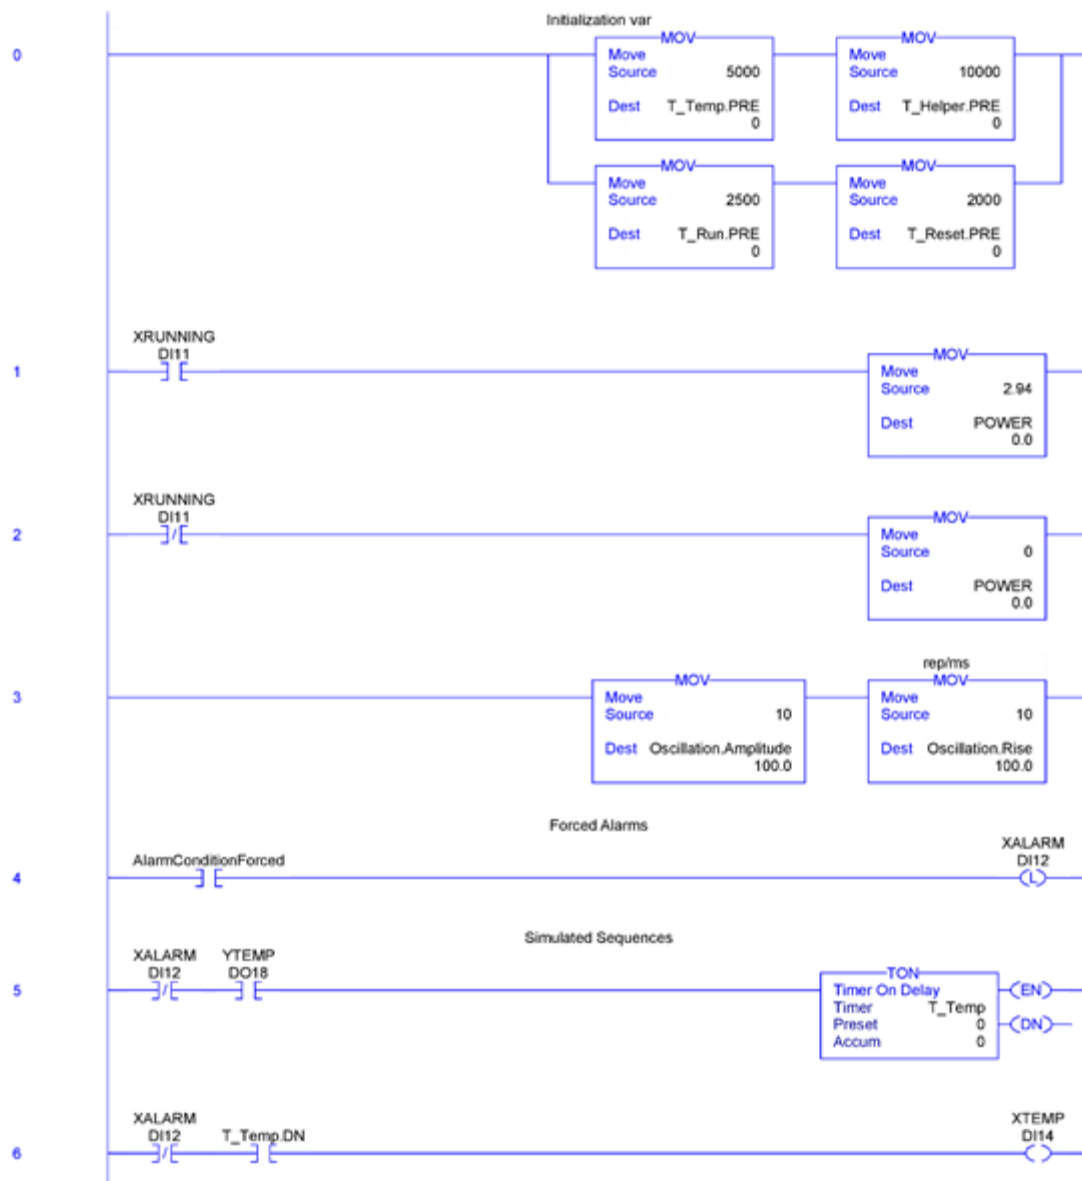 Initialization var
0
MOV
Move
Source 5000
Dest T_Temp.PRE
0
MOV
Move
Source 10000
Dest T_Helper.PRE
0
MOV
Move
Source 2500
Dest T_Run.PRE
0
MOV
Move
Source 2000
Dest T_Reset.PRE
0
XRUNNING
DI11
1
MOV
Move
Source 2.94
Dest POWER
0.0
XRUNNING
DI11
2
MOV
Move
Source 0
Dest POWER
0.0
3
MOV
Move
Source 10
Dest Oscillation.Amplitude
100.0
rep/ms
MOV
Move
Source 10
Dest Oscillation.Rise
100.0
Forced Alarms
AlarmConditionForced
4
XALARM
DI12
L
Simulated Sequences
XALARM
DI12
YTEMP
DO18
5
TON
Timer On Delay
Timer T_Temp
Preset 0
Accum 0
EN
DN
XALARM
DI12
T_Temp.DN
6
XTEMP
DI14